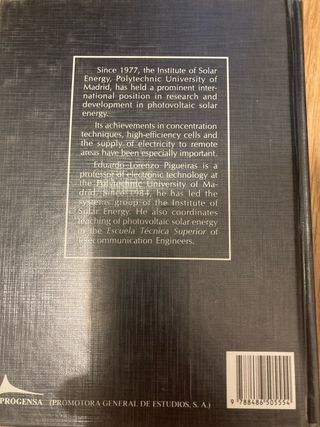 Since 1977, the Institute of Solar
Energy, Polytechnic University of
Madrid, has held a prominent inter-
national position in research and
development in photovoltaic solar
energy.
Its achievements in concentration
techniques, high-efficiency cells and
the supply of electricity to remote
areas have been especially important.
Eduardo Lorenzo Pigueiras is a
professor of electronic technology at
the Polytechnic University of Ma-
drid. Since 1984, he has led the
systems group of the Institute of
Solar Energy. He also coordinates
teaching of photovoltaic solar energy
in the Escuela Técnica Superior of
Telecommunication Engineers.
PROGENSA (PROMOTORA GENERAL DE ESTUDIOS, S. A.)
9 788486 505554